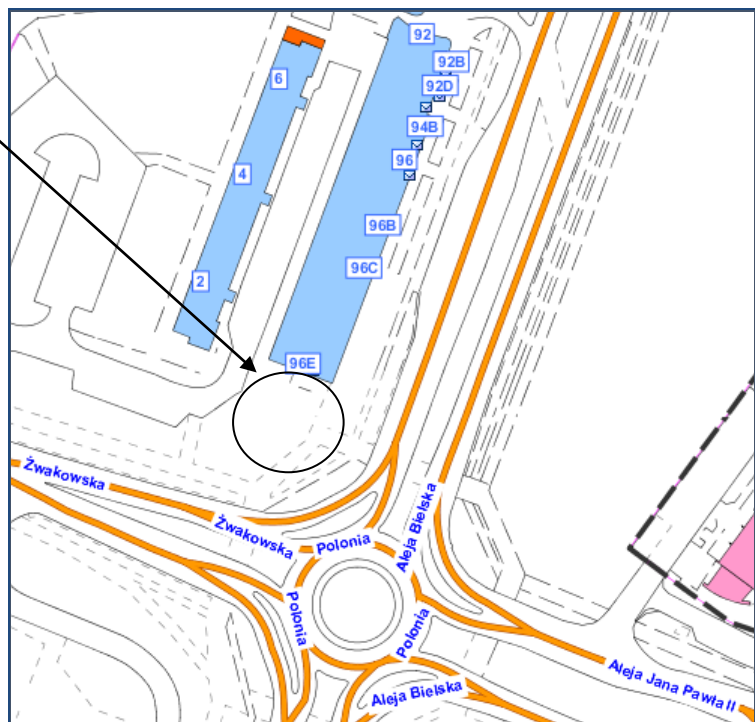 92
92B
6
92D
94B
96
4
96B
96C
2
96E
Żwakowska
Żwakowska
Polonia
Aleja Bielska
Polonia
Polonia
Aleja Jana Pawła II
Aleja Bielska